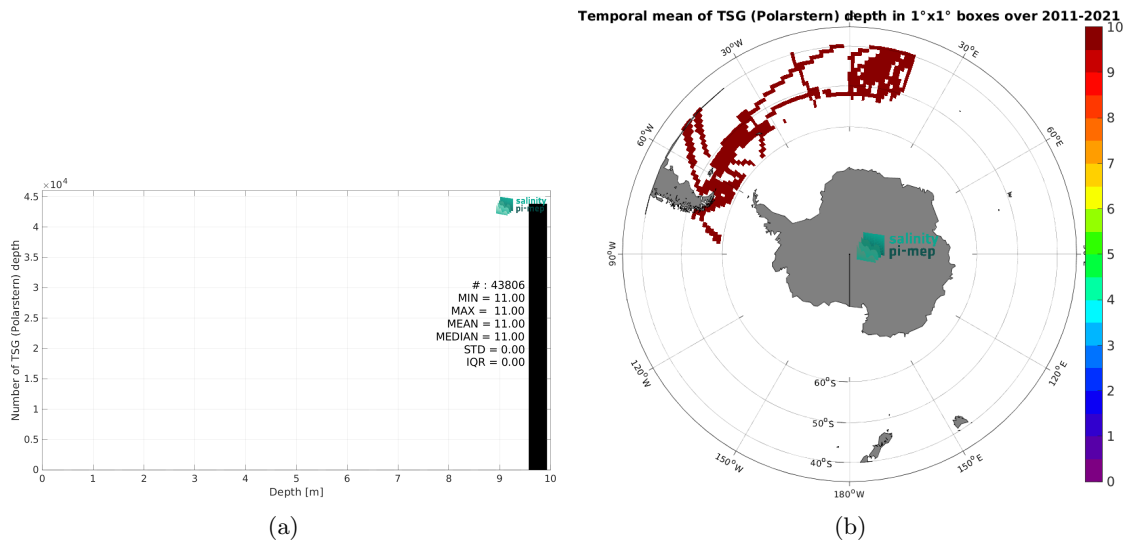 ×10⁴
4.5
4
3.5
3
2.5
2
1.5
1
0.5
0
Number of TSG (Polarstern) depth
salinity
pi-mep
# : 43806
MIN = 11.00
MAX = 11.00
MEAN = 11.00
MEDIAN = 11.00
STD = 0.00
IQR = 0.00
0 1 2 3 4 5 6 7 8 9 10
Depth [m]
(a)
Temporal mean of TSG (Polarstern) depth in 1°x1° boxes over 2011-2021
30°W
30°E
60°W
60°E
90°W
120°W
120°E
150°W
150°E
180°W
60°S
50°S
40°S
salinity
pi-mep
10
9
8
7
6
5
4
3
2
1
0
(b)